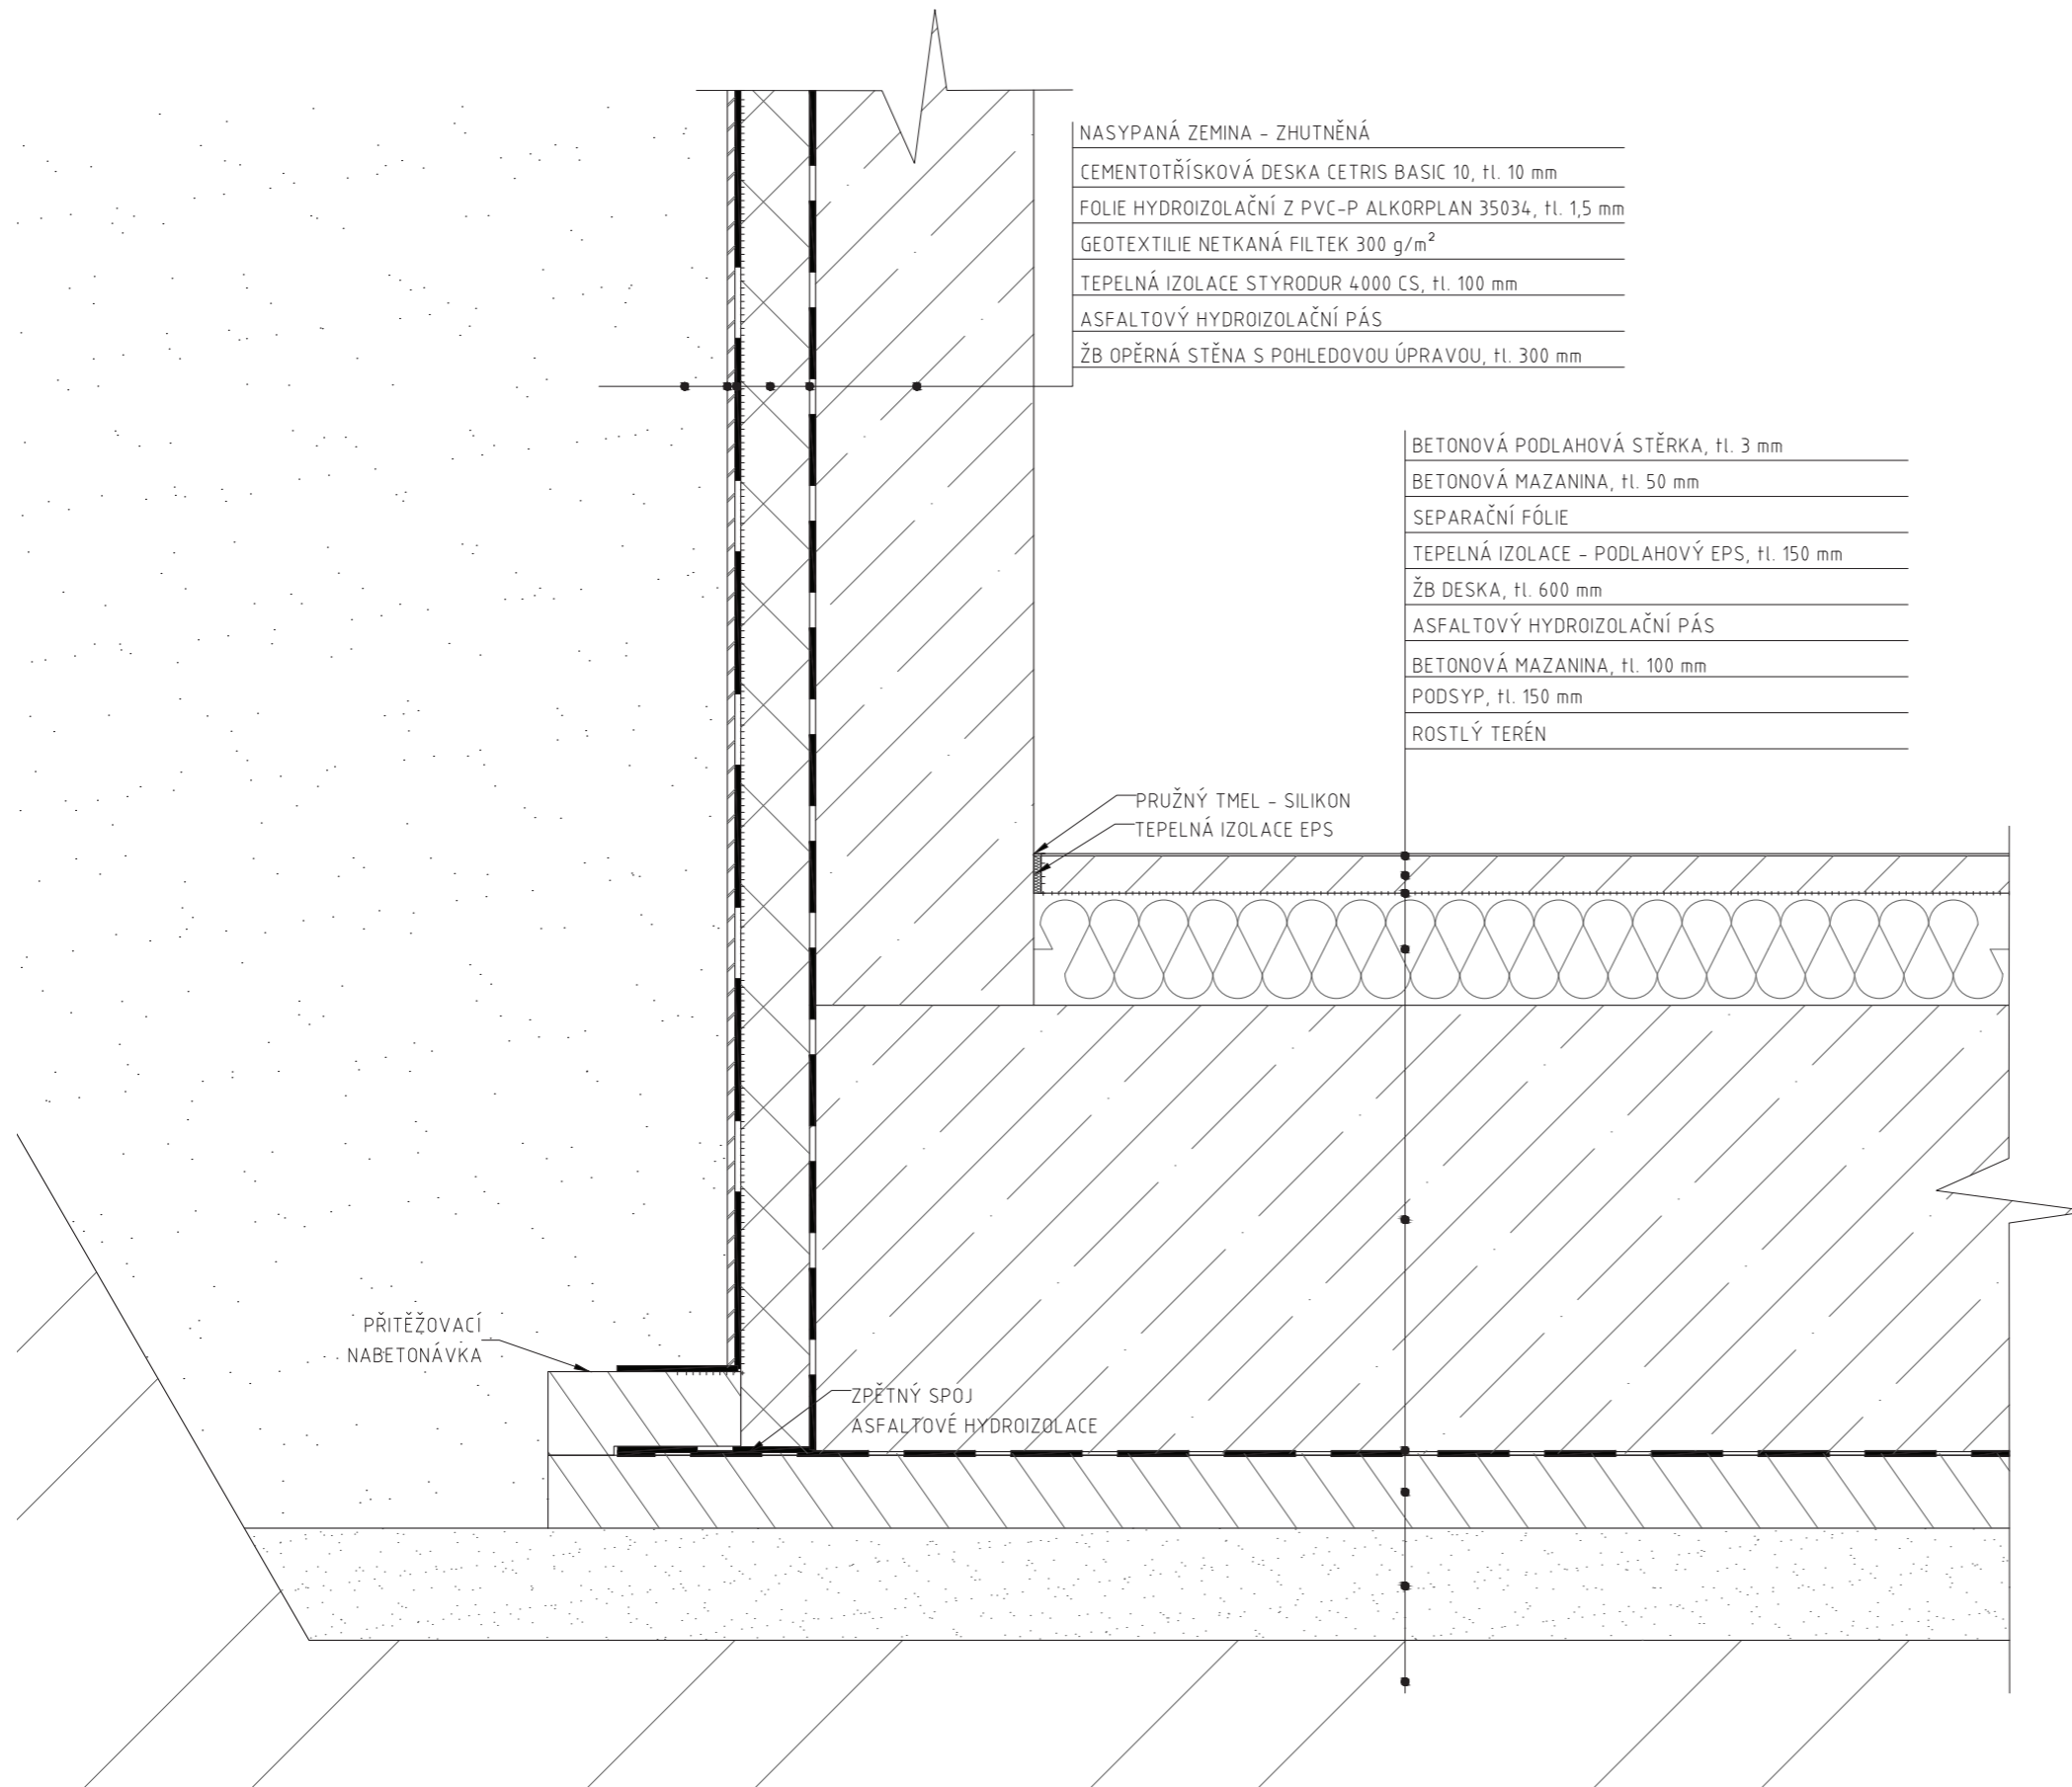 NASYPANÁ ZEMINA - ZHUTNĚNÁ
CEMENTOTŘÍSKOVÁ DESKA CETRIS BASIC 10, tl. 10 mm
FOLIE HYDROIZOLAČNÍ Z PVC-P ALKORPLAN 35034, tl. 1,5 mm
GEOTEXTILIE NETKANÁ FILTEK 300 g/m²
TEPELNÁ IZOLACE STYRODUR 4000 CS, tl. 100 mm
ASFALTOVÝ HYDROIZOLAČNÍ PÁS
ŽB OPĚRNÁ STĚNA S POHLEDOVOU ÚPRAVOU, tl. 300 mm
BETONOVÁ PODLAHOVÁ STĚRKA, tl. 3 mm
BETONOVÁ MAZANINA, tl. 50 mm
SEPARAČNÍ FÓLIE
TEPELNÁ IZOLACE - PODLAHOVÝ EPS, tl. 150 mm
ŽB DESKA, tl. 600 mm
ASFALTOVÝ HYDROIZOLAČNÍ PÁS
BETONOVÁ MAZANINA, tl. 100 mm
PODSYP, tl. 150 mm
ROSTLÝ TERÉN
PRUŽNÝ TMEL - SILIKON
TEPELNÁ IZOLACE EPS
PŘITĚŽOVACÍ
NABETONÁVKA
ZPĚTNÝ SPOJ
ASFALTOVÉ HYDROIZOLACE